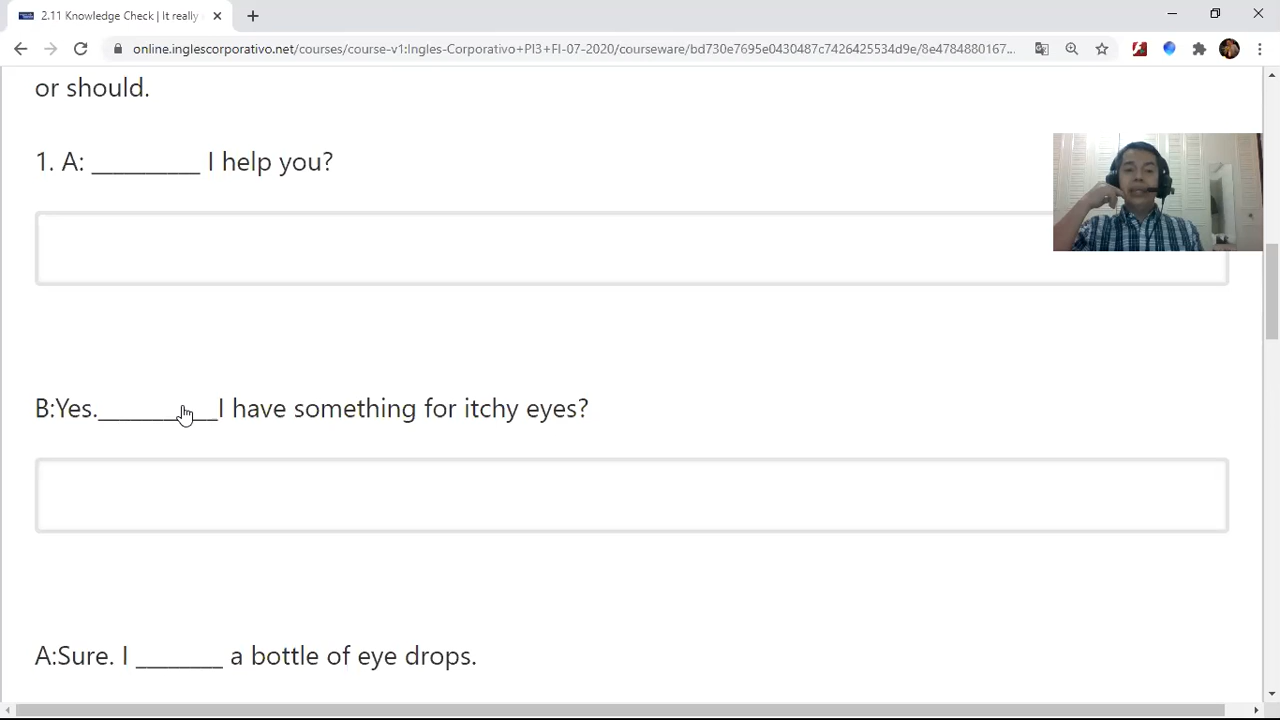 2.11 Knowledge Check | It really
online.inglescorporativo.net/courses/course-v1:Ingles-Corporativo+PI3+FI-07-2020/courseware/bd730e7695e0430487c7426425534d9e/8e4784880167...
or should.
1. A: _________ I help you?
B:Yes.__________I have something for itchy eyes?
A:Sure. I _______ a bottle of eye drops.